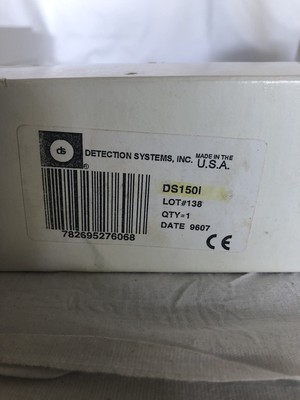 ds
®
DETECTION SYSTEMS, INC.
MADE IN THE
U.S.A.
DS150I
LOT#138
QTY=1
DATE 9607
782695276068
CE